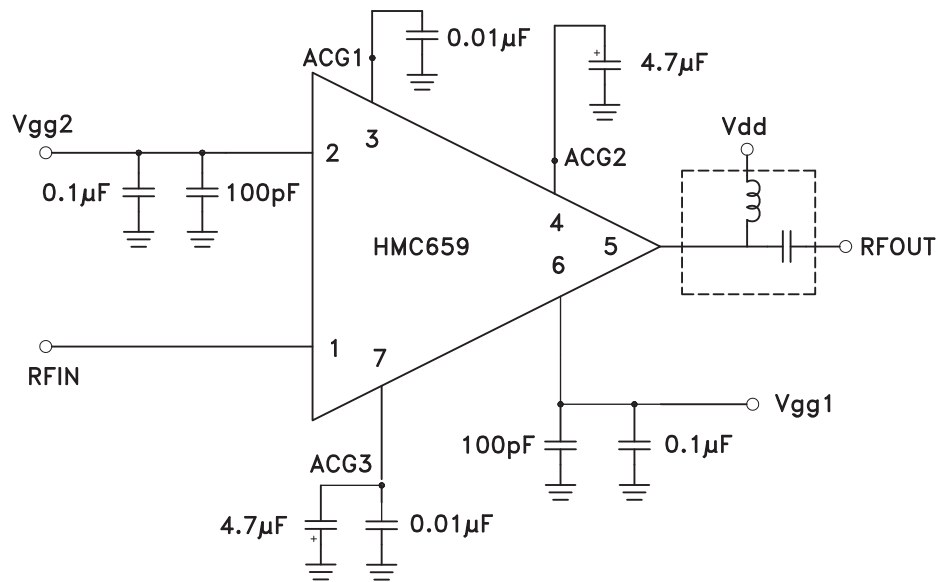 0.01µF
ACG1
+
4.7µF
Vgg2
Vdd
2
3
ACG2
0.1µF
100pF
4
HMC659
5
RFOUT
6
1
7
RFIN
Vgg1
100pF
0.1µF
ACG3
4.7µF
+
0.01µF